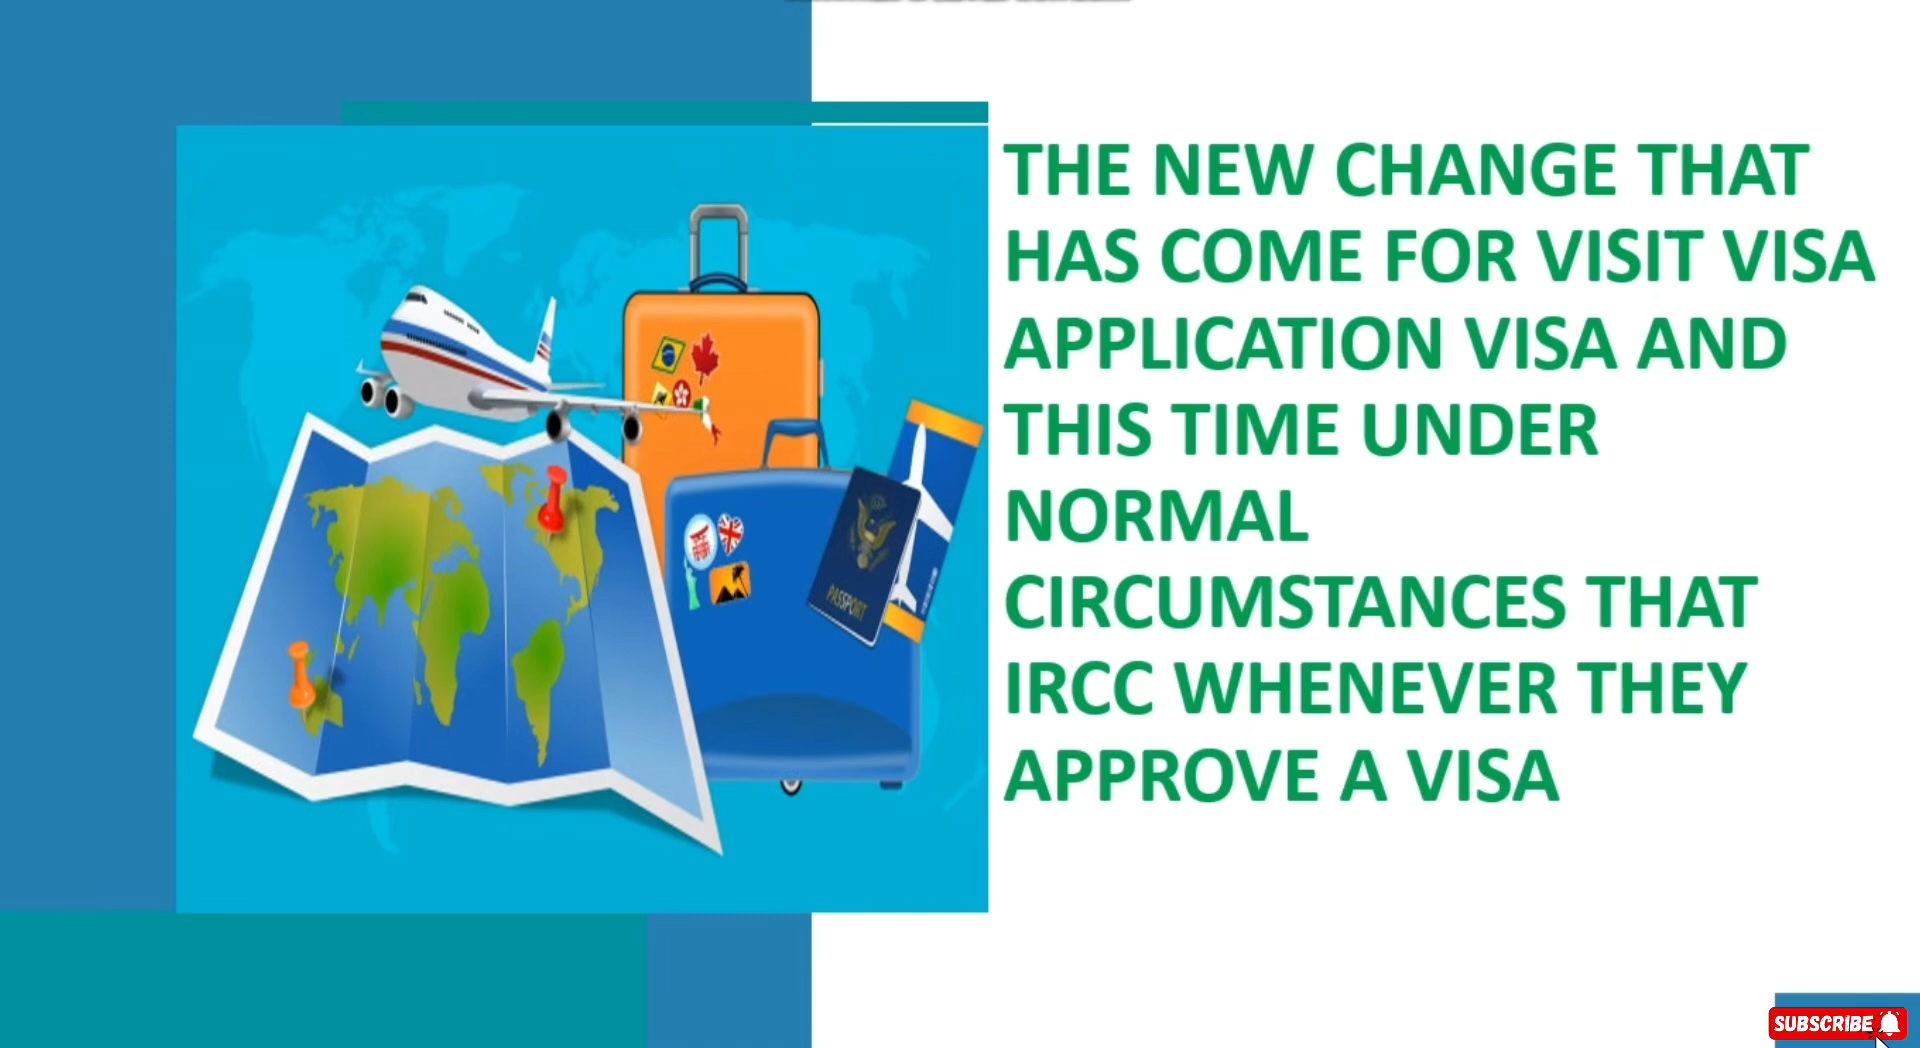 THE NEW CHANGE THAT
HAS COME FOR VISIT VISA
APPLICATION VISA AND
THIS TIME UNDER
NORMAL
CIRCUMSTANCES THAT
IRCC WHENEVER THEY
APPROVE A VISA
PASSPORT
SUBSCRIBE